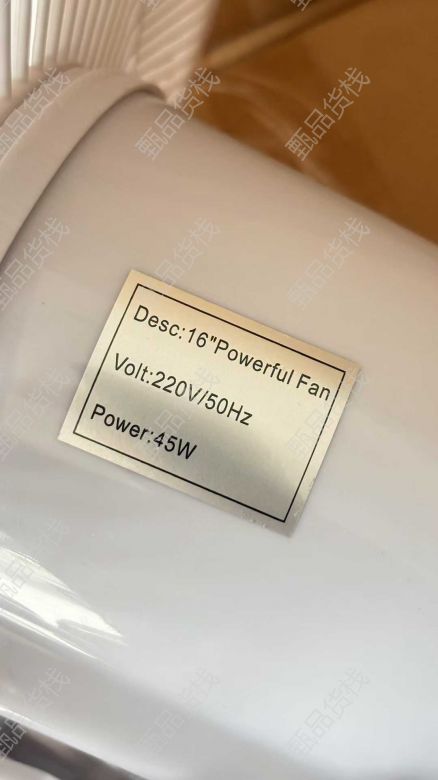 Desc:16"Powerful Fan
Volt:220V/50Hz
Power:45W
甄品货栈